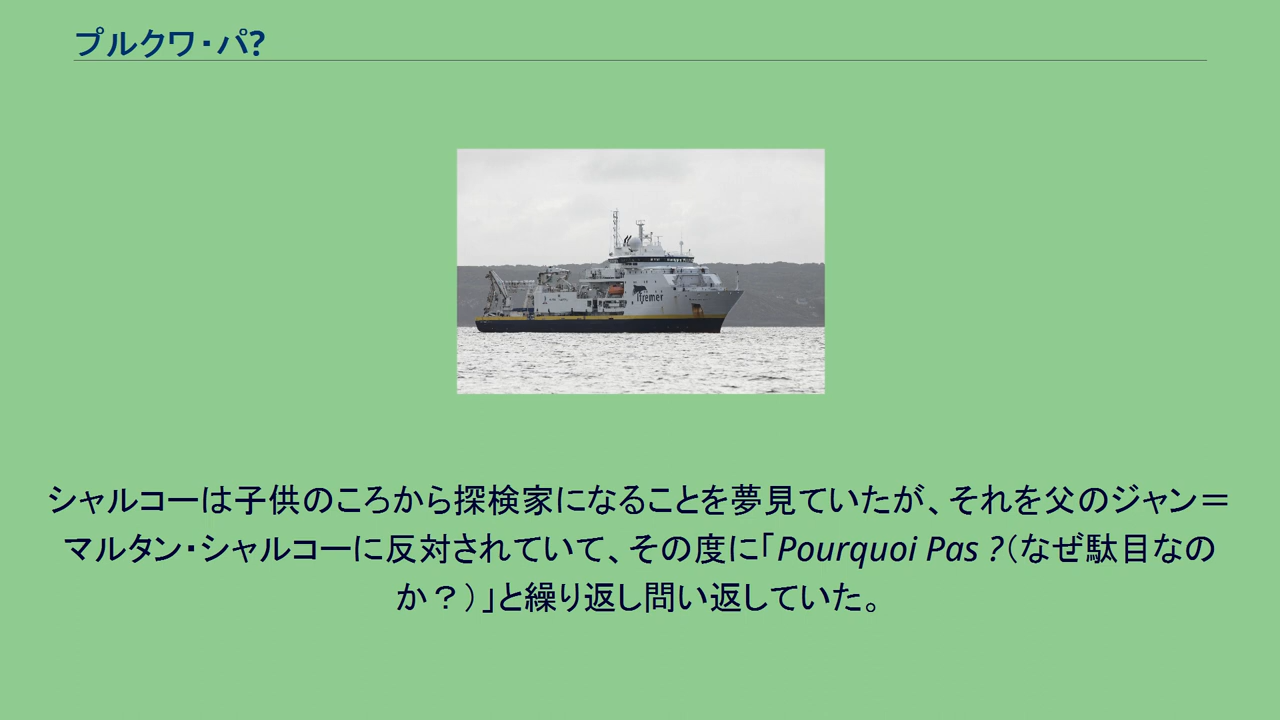 プルクワ・パ?
Ifremer
シャルコーは子供のころから探検家になることを夢見ていたが、それを父のジャン＝
マルタン・シャルコーに反対されていて、その度に「Pourquoi Pas ?（なぜ駄目なの
か？）」と繰り返し問い返していた。